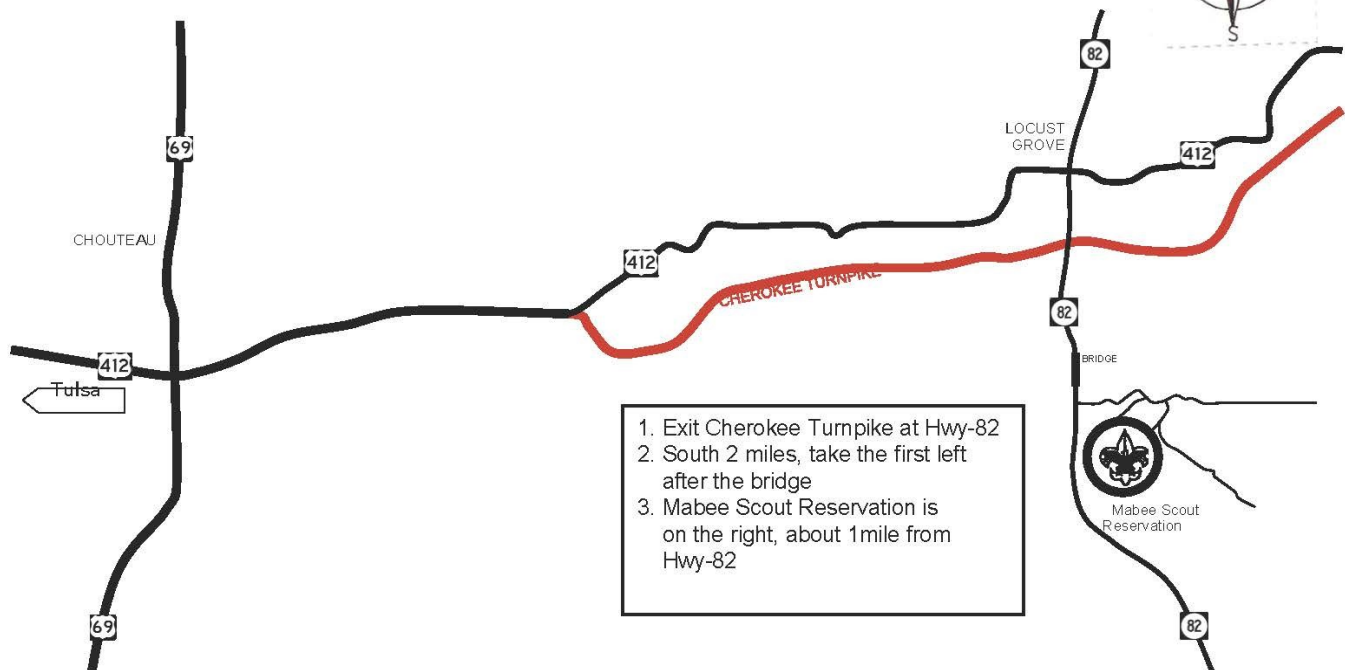 S
82
69
LOCUST
GROVE
412
CHOUTEAU
412
CHEROKEE TURNPIKE
82
BRIDGE
412
Tulsa
1. Exit Cherokee Turnpike at Hwy-82
2. South 2 miles, take the first left
after the bridge
3. Mabee Scout Reservation is
on the right, about 1mile from
Hwy-82
Mabee Scout
Reservation
69
82